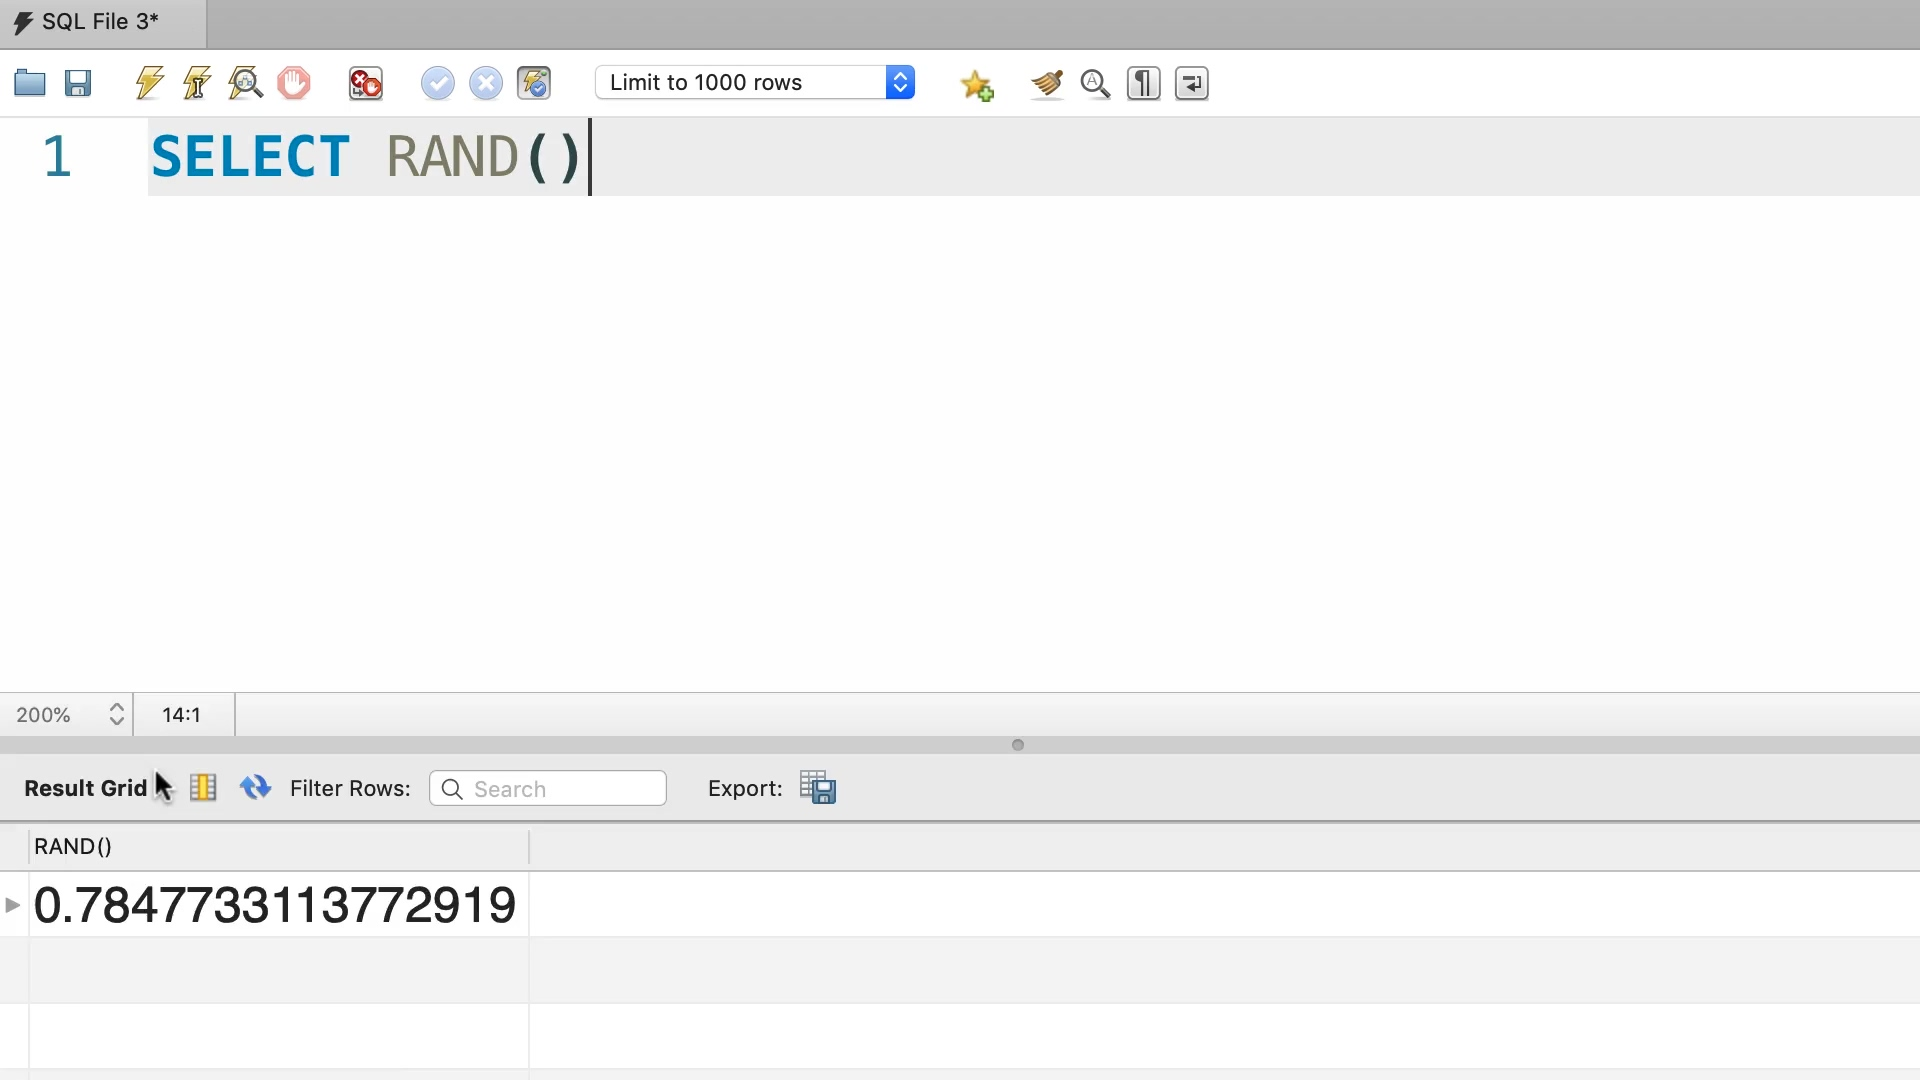 SQL File 3*
Limit to 1000 rows
1 SELECT RAND()
200% 14:1
Result Grid Filter Rows: Search Export:
RAND()
0.7847733113772919